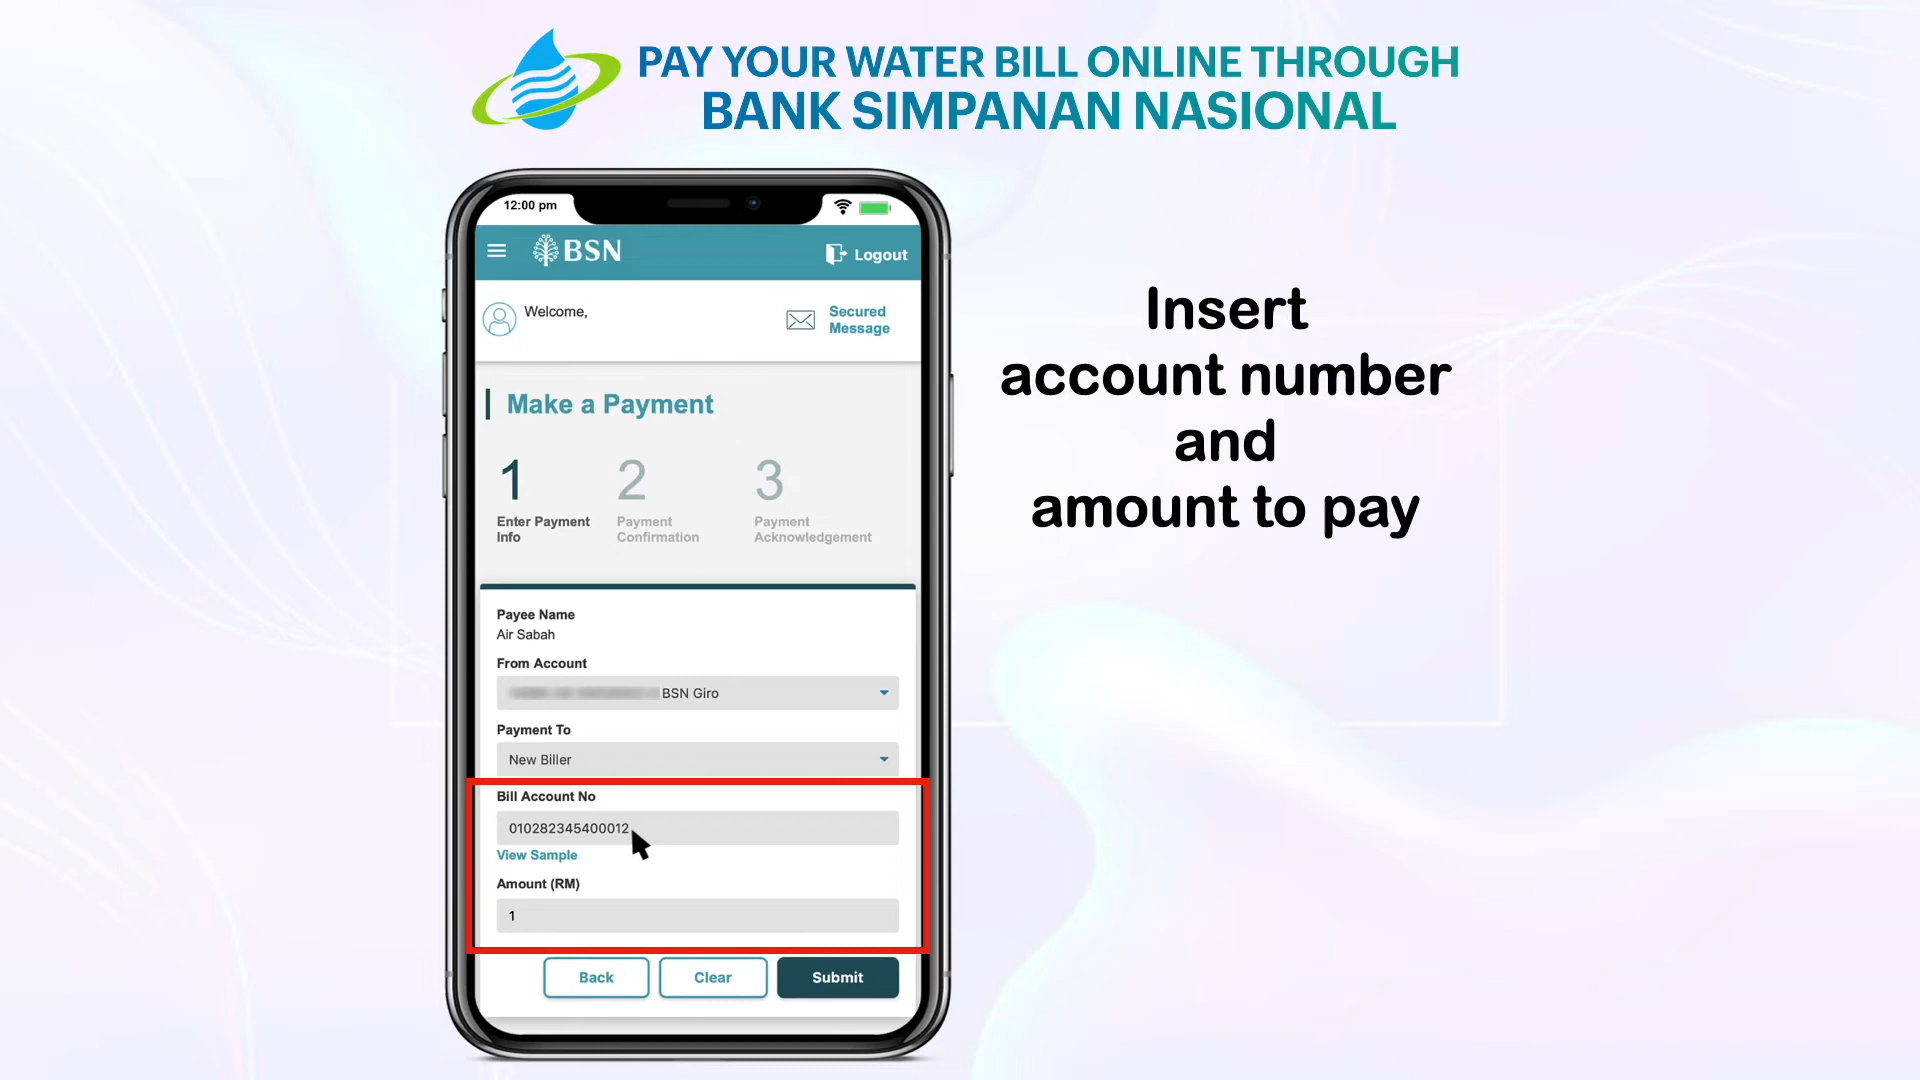 PAY YOUR WATER BILL ONLINE THROUGH
BANK SIMPANAN NASIONAL
12:00 pm
BSN
Logout
Welcome,
Secured
Message
Make a Payment
1
2
3
Enter Payment
Info
Payment
Confirmation
Payment
Acknowledgement
Payee Name
Air Sabah
From Account
BSN Giro
Payment To
New Biller
Bill Account No
010282345400012
View Sample
Amount (RM)
1
Back
Clear
Submit
Insert
account number
and
amount to pay